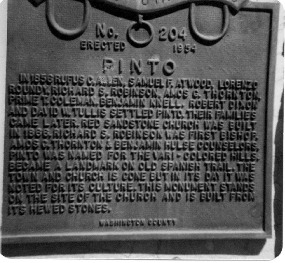 No. 204
ERECTED 1954
PINTO
IN 1856 RUFUS C. ALLEN, SAMUEL F. ATWOOD, LORENZO
ROUNDY, RICHARD S. ROBINSON, AMOS G. THORNTON,
PRIME T. COLEMAN, BENJAMIN KNELL, ROBERT DIXON
AND DAVID W. TULLIS SETTLED PINTO. THEIR FAMILIES
CAME LATER. RED SANDSTONE CHURCH WAS BUILT
IN 1866. RICHARD S. ROBINSON WAS FIRST BISHOP.
AMOS G. THORNTON & BENJAMIN HULSE COUNSELORS.
PINTO WAS NAMED FOR THE VARI-COLORED HILLS.
BECAME A LANDMARK ON OLD SPANISH TRAIL. THE
TOWN AND CHURCH IS GONE BUT IN ITS DAY WAS
NOTED FOR ITS CULTURE. THIS MONUMENT STANDS
ON THE SITE OF THE CHURCH AND IS BUILT FROM
ITS HEWED STONES.
WASHINGTON COUNTY